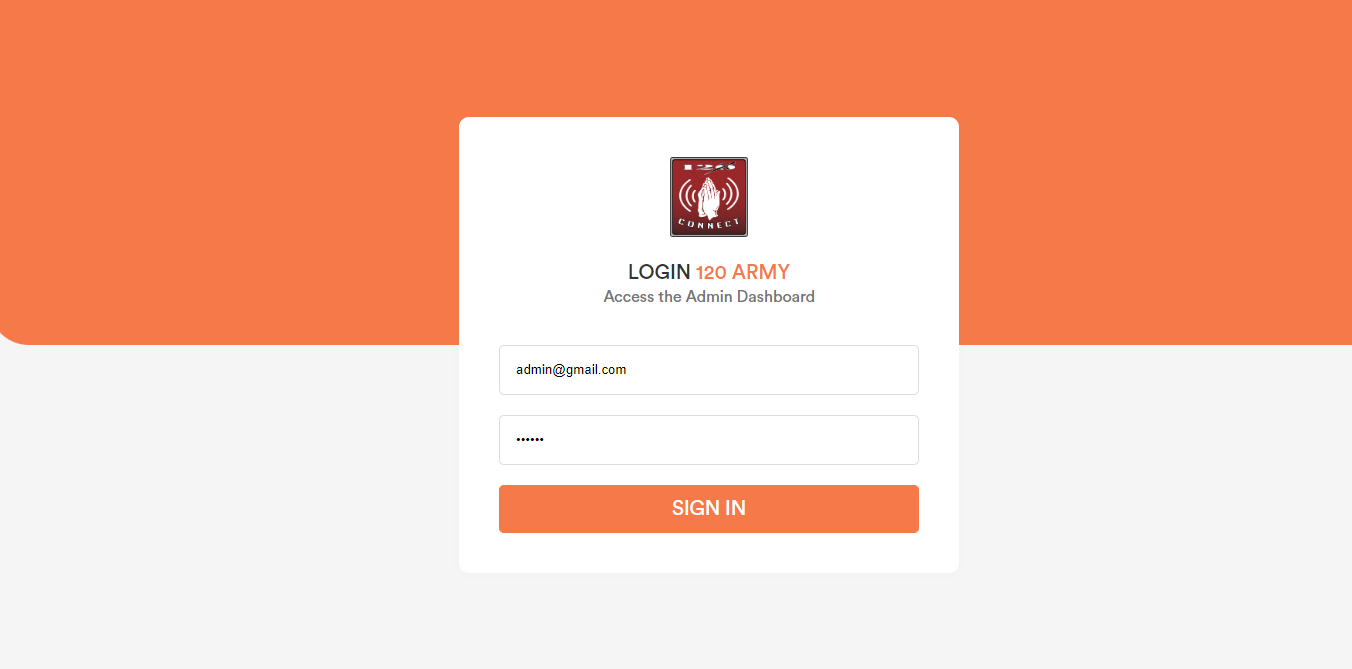 CONNECT
LOGIN 120 ARMY
Access the Admin Dashboard
admin@gmail.com
••••••
SIGN IN